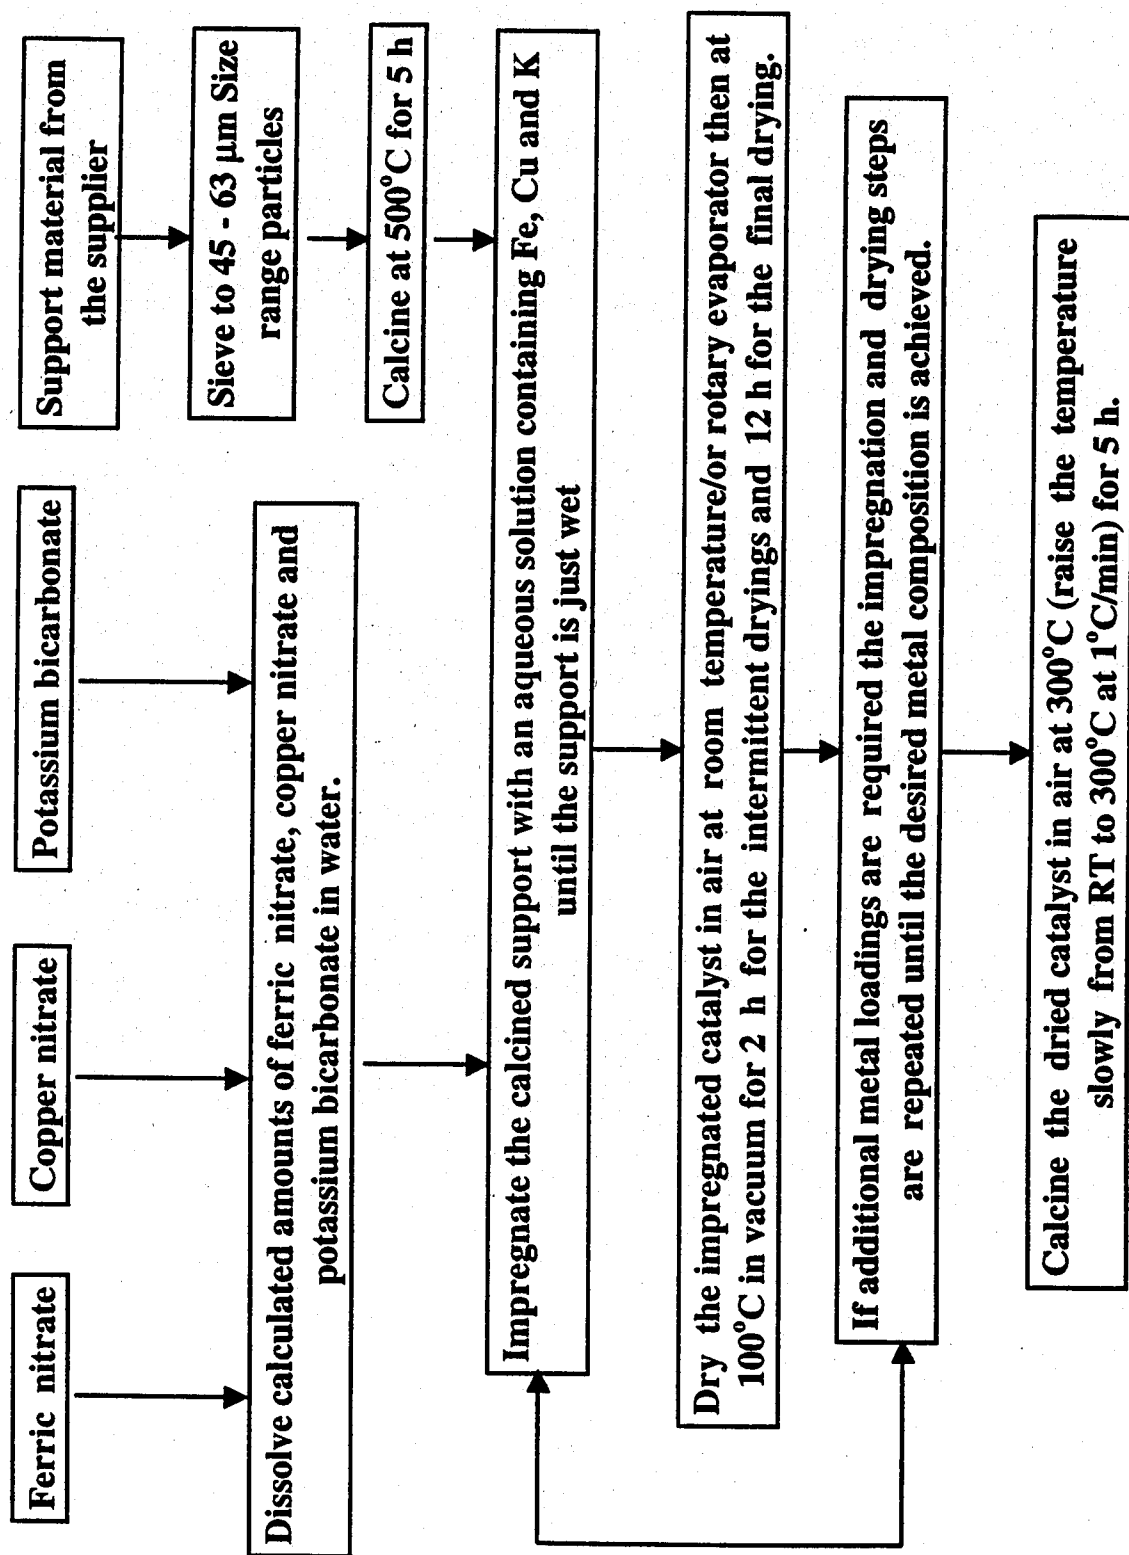 Ferric nitrate
Copper nitrate
Potassium bicarbonate
Support material from
the supplier
Sieve to 45 - 63 μm Size
range particles
Calcine at 500°C for 5 h
Dissolve calculated amounts of ferric nitrate, copper nitrate and
potassium bicarbonate in water.
Impregnate the calcined support with an aqueous solution containing Fe, Cu and K
until the support is just wet
Dry the impregnated catalyst in air at room temperature/or rotary evaporator then at
100°C in vacuum for 2 h for the intermittent dryings and 12 h for the final drying.
If additional metal loadings are required the impregnation and drying steps
are repeated until the desired metal composition is achieved.
Calcine the dried catalyst in air at 300°C (raise the temperature
slowly from RT to 300°C at 1°C/min) for 5 h.